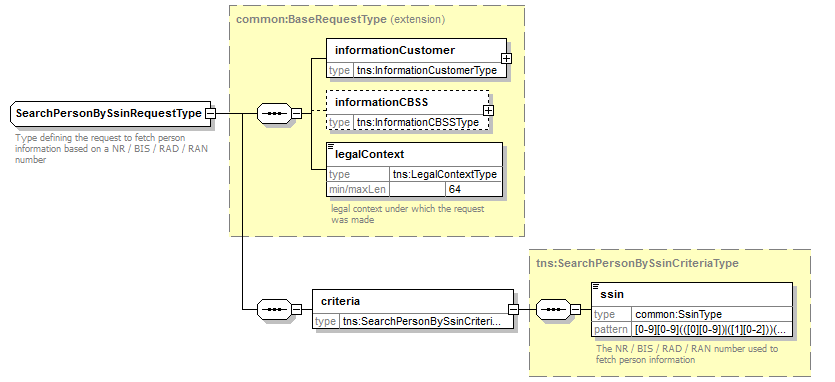 common:BaseRequestType (extension)
informationCustomer
type tns:InformationCustomerType
SearchPersonBySsinRequestType
Type defining the request to fetch person
information based on a NR / BIS / RAD / RAN
number
informationCBSS
type tns:InformationCBSSType
legalContext
type tns:LegalContextType
min/maxLen 64
legal context under which the request
was made
tns:SearchPersonBySsinCriteriaType
criteria
type tns:SearchPersonBySsinCriteri...
ssin
type common:SsinType
pattern [0-9][0-9](([0][0-9])|([1][0-2]))(...
The NR / BIS / RAD / RAN number used to
fetch person information